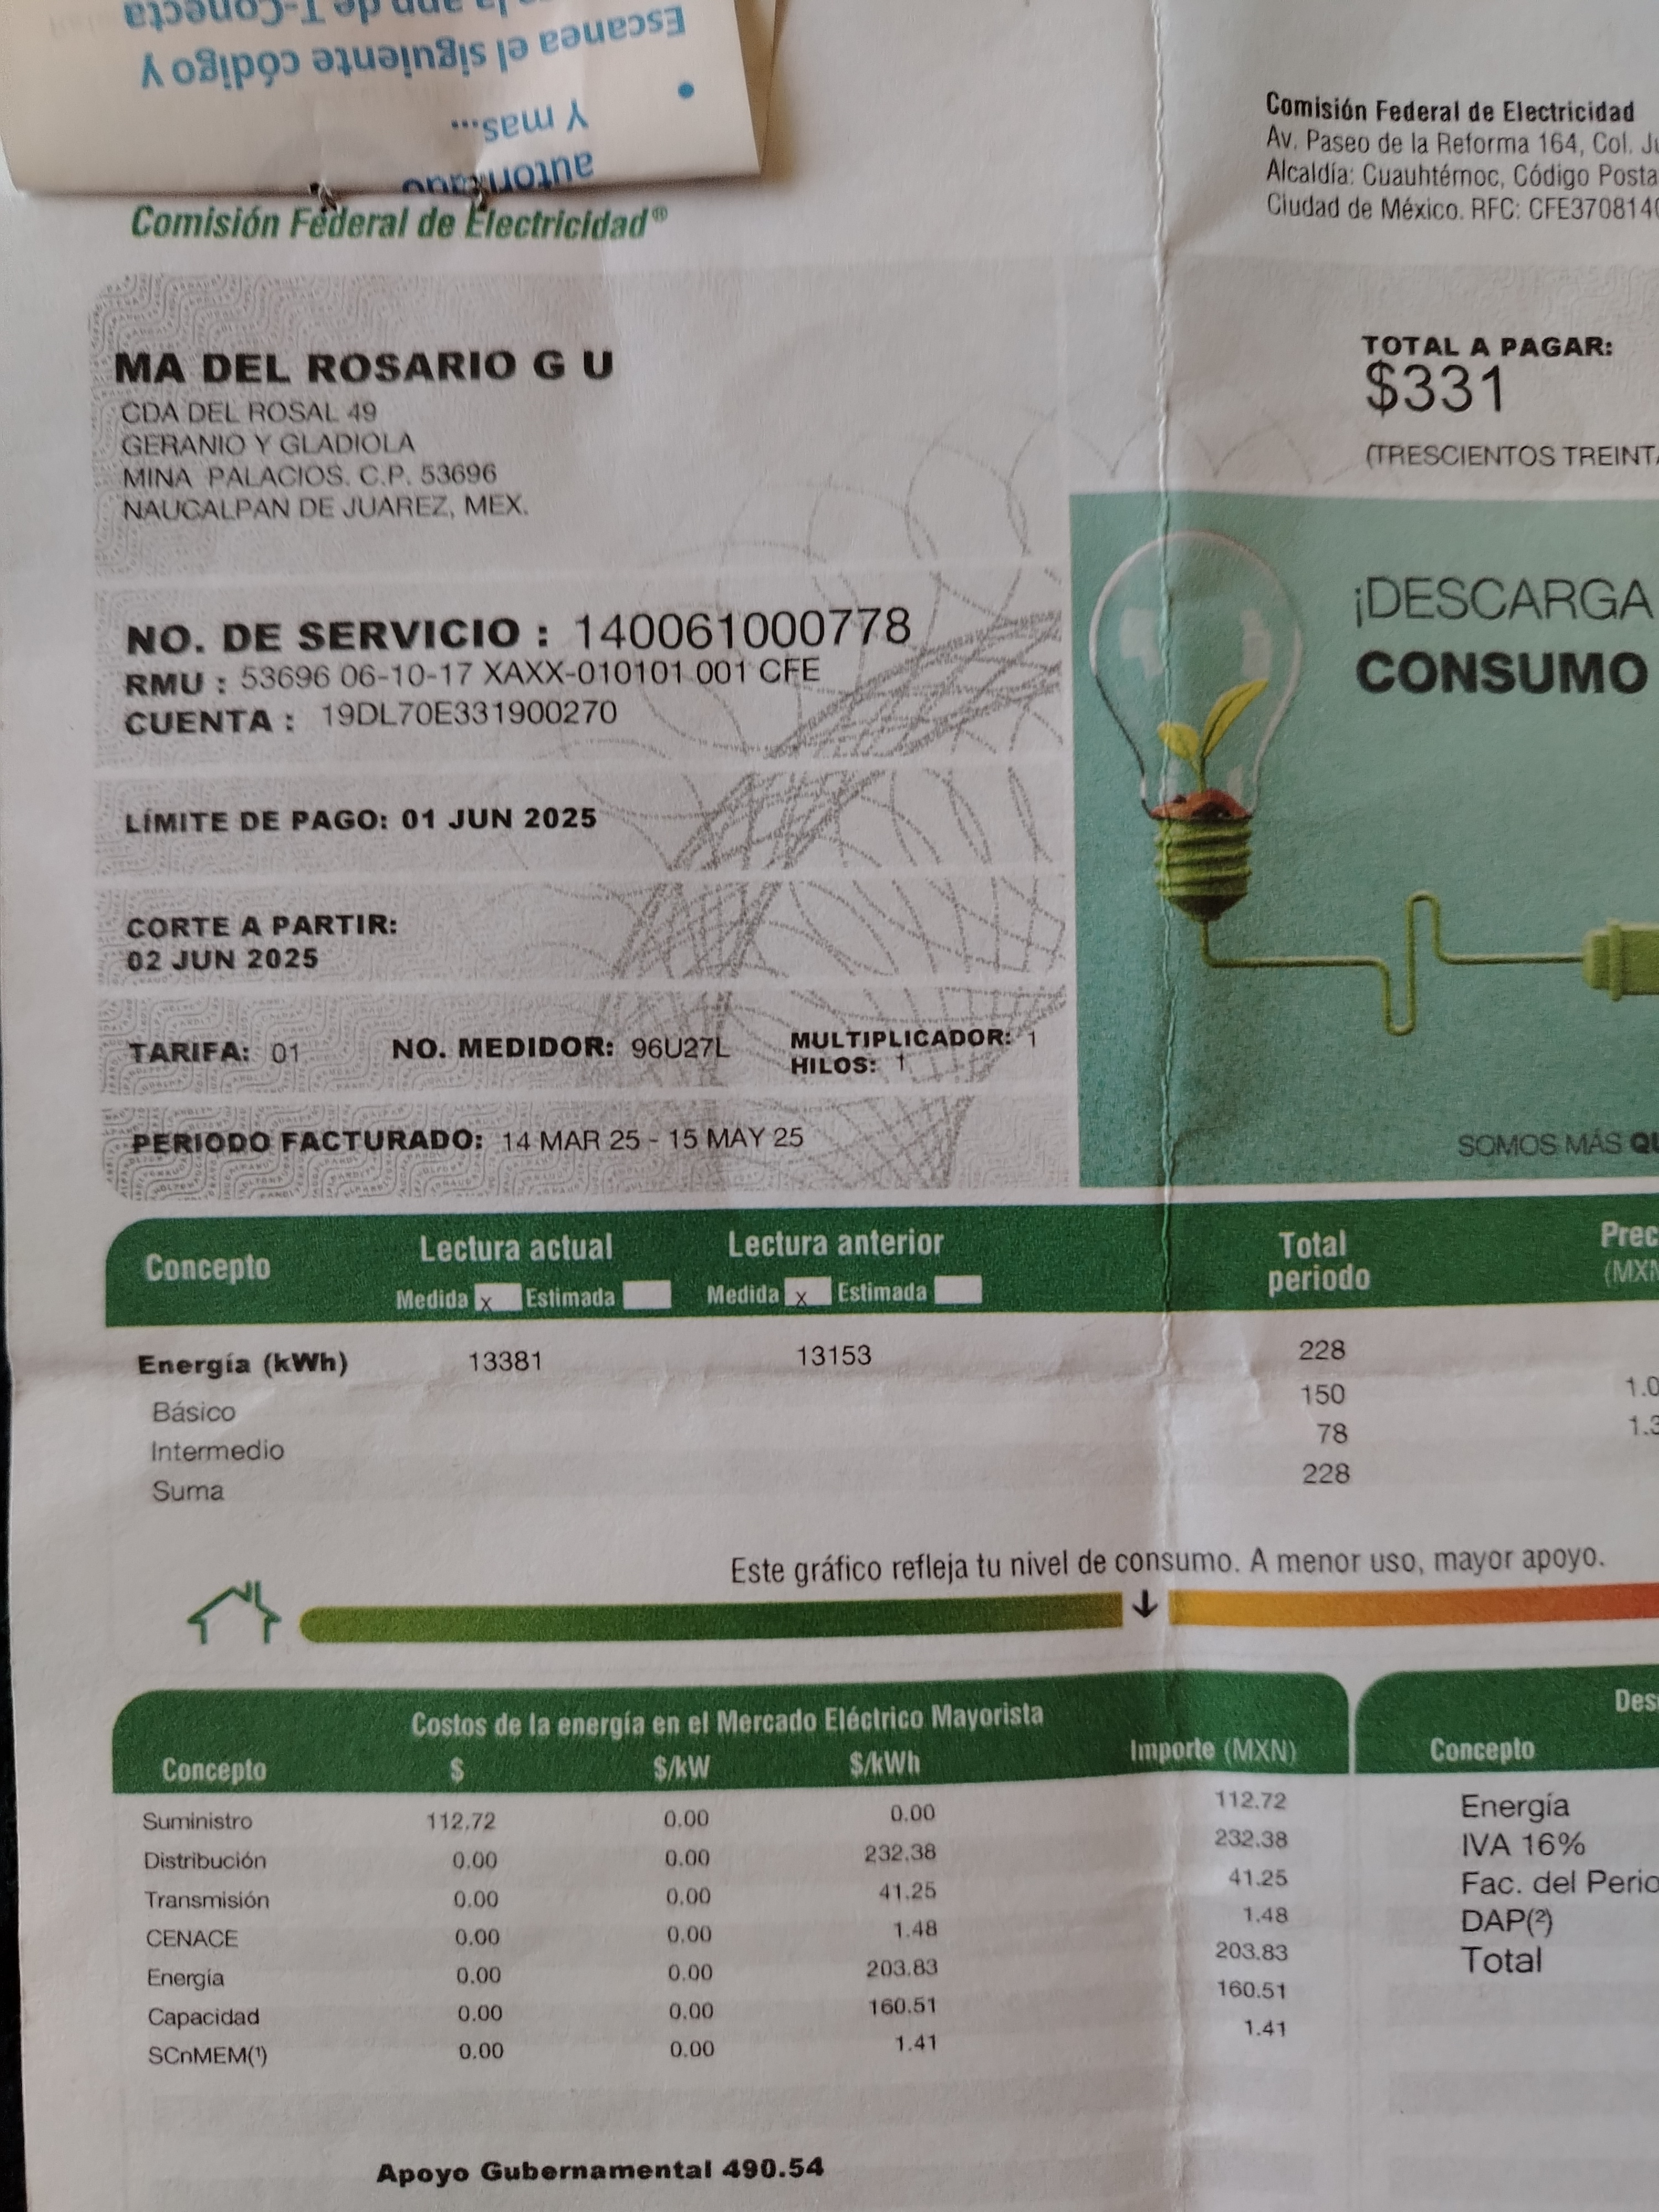 la app de T-Conecta
Escanea el siguiente código y
Y mas...
Comisión Federal de Electricidad®
Comisión Federal de Electricidad
Av. Paseo de la Reforma 164, Col.
Alcaldía: Cuauhtémoc, Código
Ciudad de México. RFC:
MA DEL ROSARIO G U
CDA DEL ROSAL 49
GERANIO Y GLADIOLA
MINA PALACIOS. C.P. 53696
NAUCALPAN DE JUAREZ, MEX.
TOTAL A PAGAR:
$331
(TRESCIENTOS
NO. DE SERVICIO : 140061000778
RMU : 53696 06-10-17 XAXX-010101 001 CFE
CUENTA : 19DL70E331900270
¡DESCARGA
CONSUMO
LÍMITE DE PAGO: 01 JUN 2025
CORTE A PARTIR:
02 JUN 2025
TARIFA: 01 NO. MEDIDOR: 96U27L MULTIPLICADOR: 1
HILOS: 1
PERIODO FACTURADO: 14 MAR 25 - 15 MAY 25
SOMOS MÁS
Concepto Lectura actual Lectura anterior Total periodo
Medida x Estimada Medida x Estimada
Energía (kWh) 13381 13153 228
Básico 150
Intermedio 78
Suma 228
Este gráfico refleja tu nivel de consumo. A menor uso, mayor apoyo.
Costos de la energía en el Mercado Eléctrico Mayorista
Concepto $ $/kW $/kWh Importe (MXN)
Suministro 112.72 0.00 0.00 112.72
Distribución 0.00 0.00 232.38 232.38
Transmisión 0.00 0.00 41.25 41.25
CENACE 0.00 0.00 1.48 1.48
Energía 0.00 0.00 203.83 203.83
Capacidad 0.00 0.00 160.51 160.51
SCnMEM(¹) 0.00 0.00 1.41 1.41
Apoyo Gubernamental 490.54
Concepto
Energía
IVA 16%
Fac. del
DAP(²)
Total